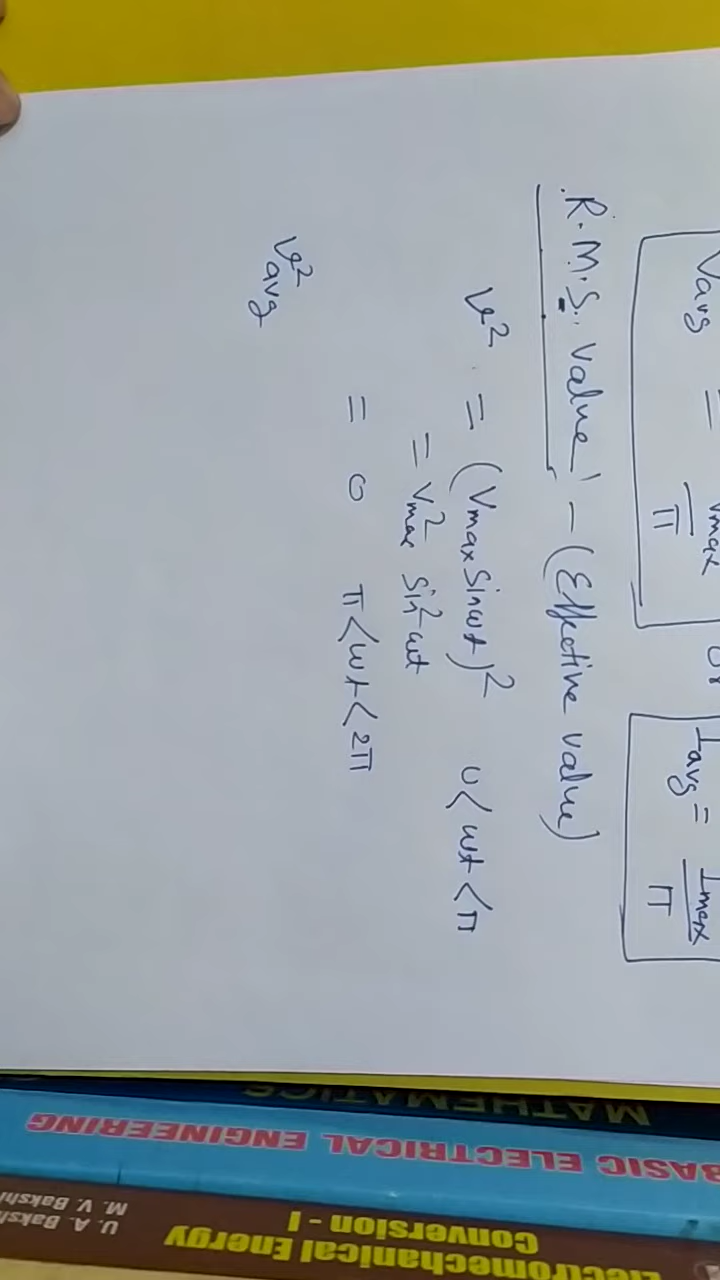 Vavg = Vmax / π or Iavg = Imax / π
R.M.S. value - (Effective value)
v² = (Vmax Sinωt)² 0 < ωt < π
= V²max Sin²ωt
= 0 π < ωt < 2π
v²avg
MATHEMATICS
BASIC ELECTRICAL ENGINEERING
Electromechanical Energy
Conversion - I
U. A. Bakshi
M. V. Bakshi